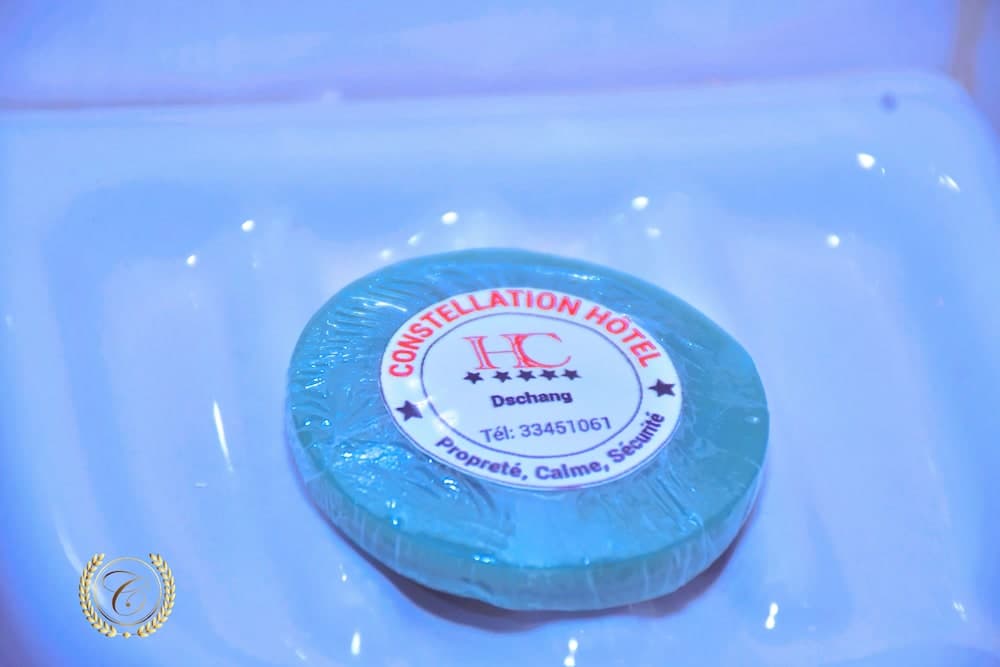 CONSTELLATION HÔTEL
HC
Dschang
Tél: 33451061
Propreté, Calme, Sécurité